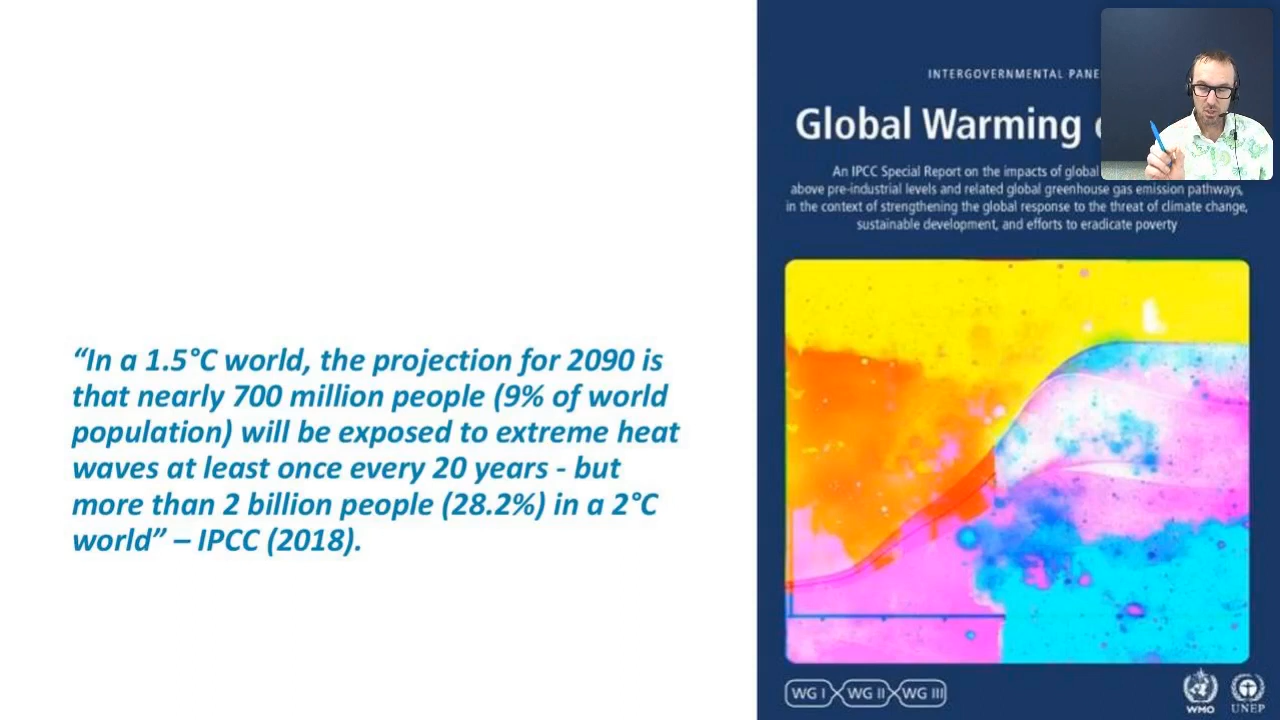 “In a 1.5°C world, the projection for 2090 is
that nearly 700 million people (9% of world
population) will be exposed to extreme heat
waves at least once every 20 years - but
more than 2 billion people (28.2%) in a 2°C
world” – IPCC (2018).
INTERGOVERNMENTAL PANE
Global Warming
An IPCC Special Report on the impacts of global
above pre-industrial levels and related global greenhouse gas emission pathways,
in the context of strengthening the global response to the threat of climate change,
sustainable development, and efforts to eradicate poverty
WG I WG II WG III
WMO UNEP